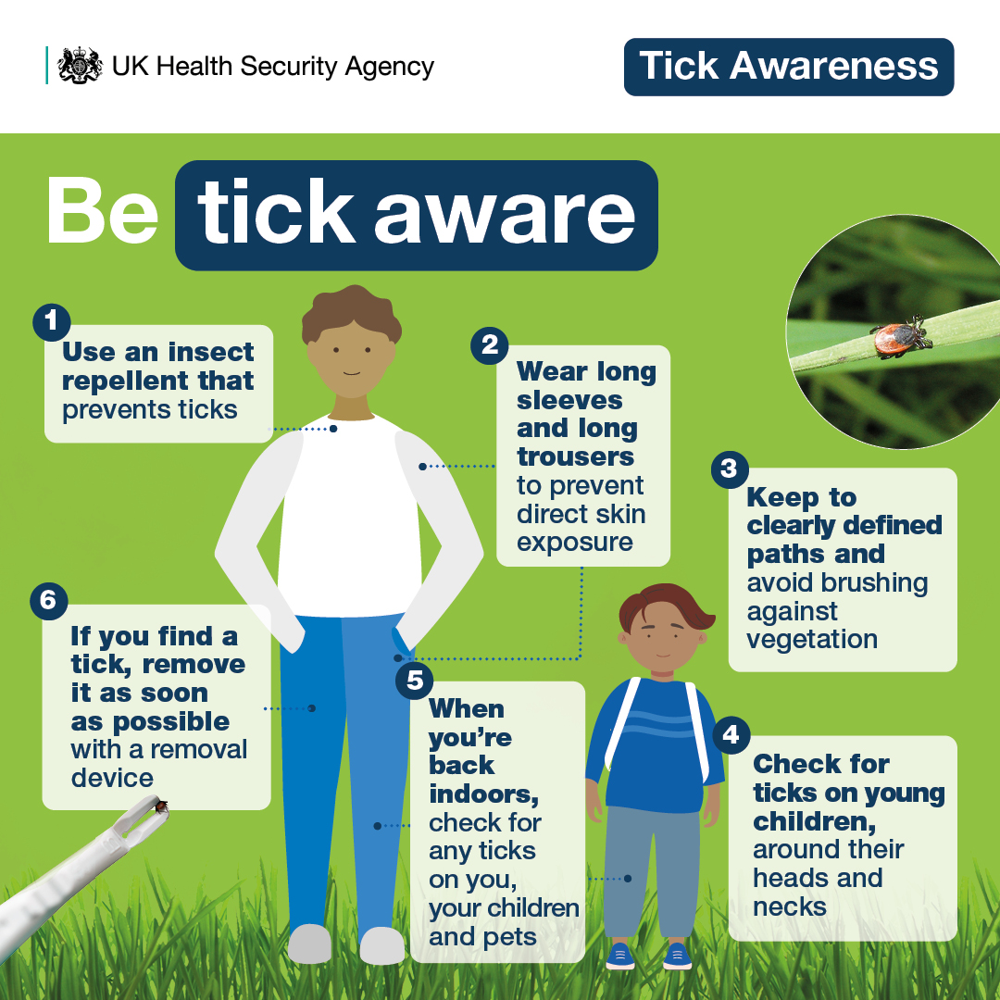 UK Health Security Agency
Tick Awareness
Be tick aware
1
Use an insect
repellent that
prevents ticks
2
Wear long
sleeves
and long
trousers
to prevent
direct skin
exposure
3
Keep to
clearly defined
paths and
avoid brushing
against
vegetation
4
Check for
ticks on young
children,
around their
heads and
necks
5
When
you're
back
indoors,
check for
any ticks
on you,
your children
and pets
6
If you find a
tick, remove
it as soon
as possible
with a removal
device